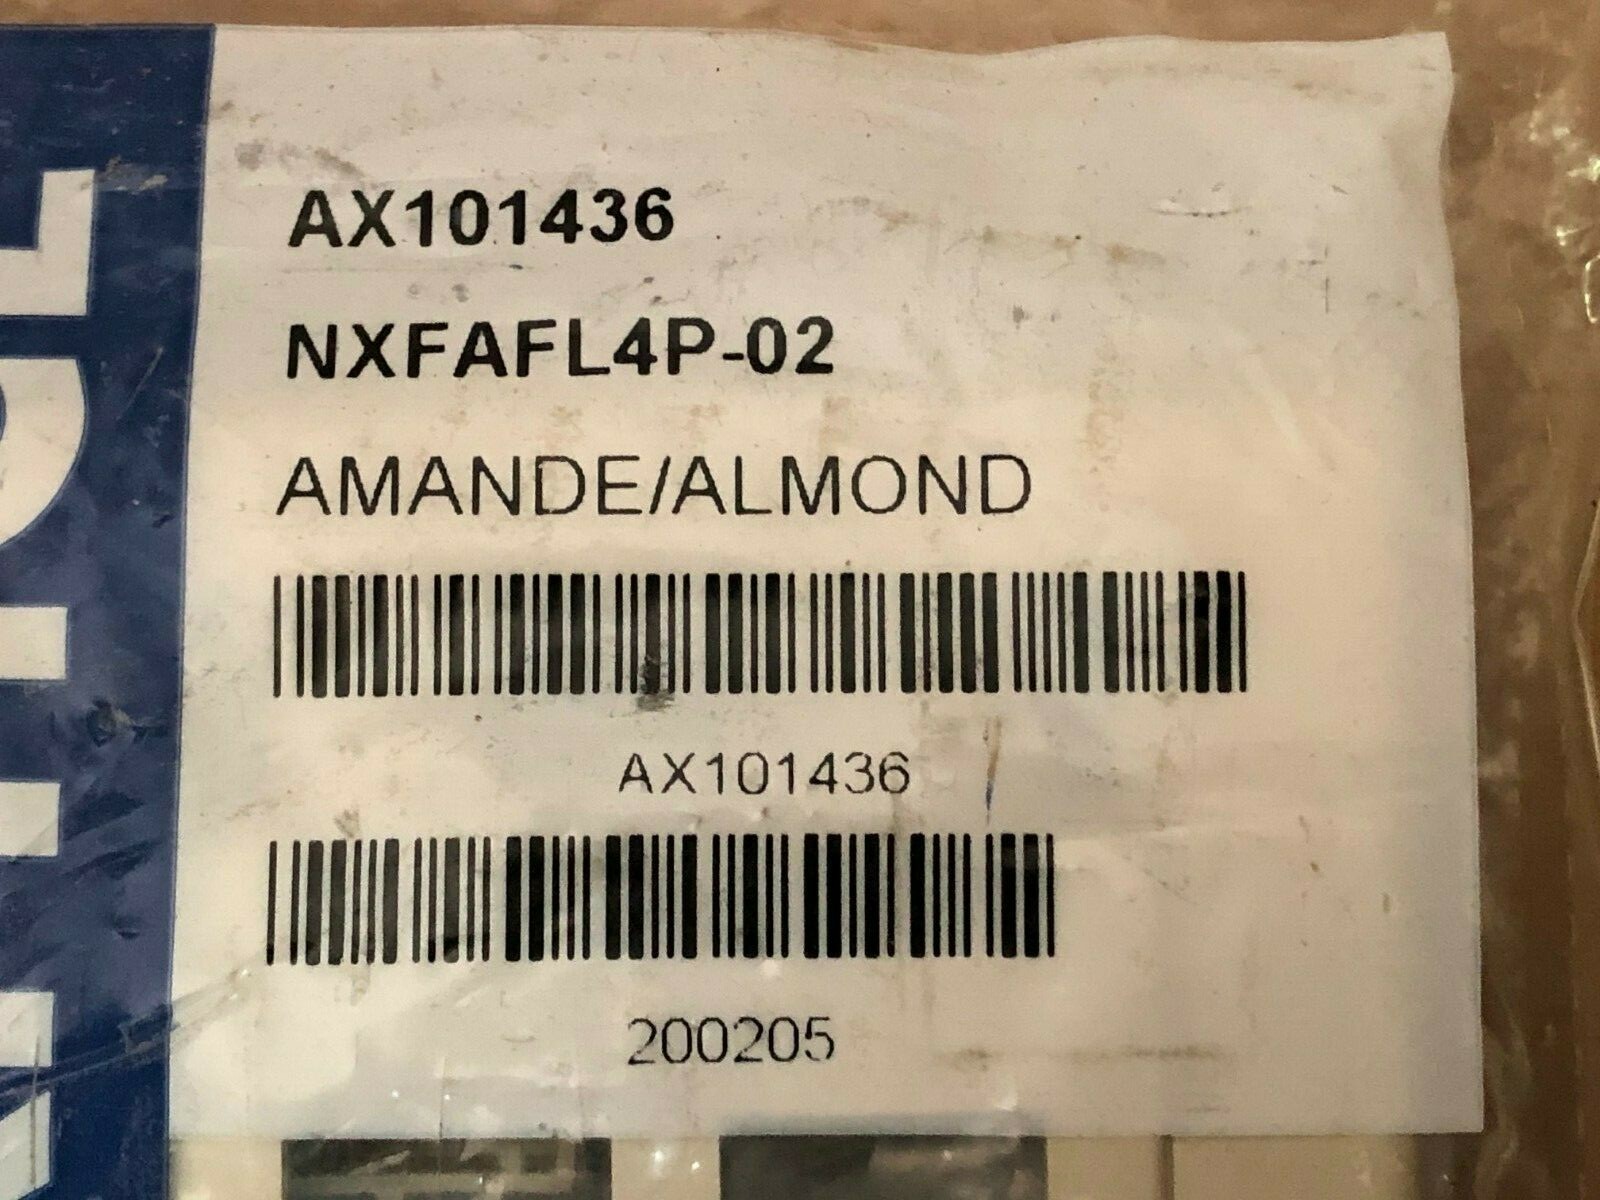 AX101436
NXFAFL4P-02
AMANDE/ALMOND
AX101436
200205